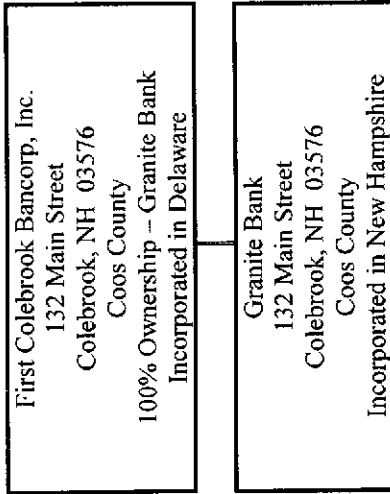 First Colebrook Bancorp, Inc.
132 Main Street
Colebrook, NH 03576
Coos County
100% Ownership – Granite Bank
Incorporated in Delaware
Granite Bank
132 Main Street
Colebrook, NH 03576
Coos County
Incorporated in New Hampshire